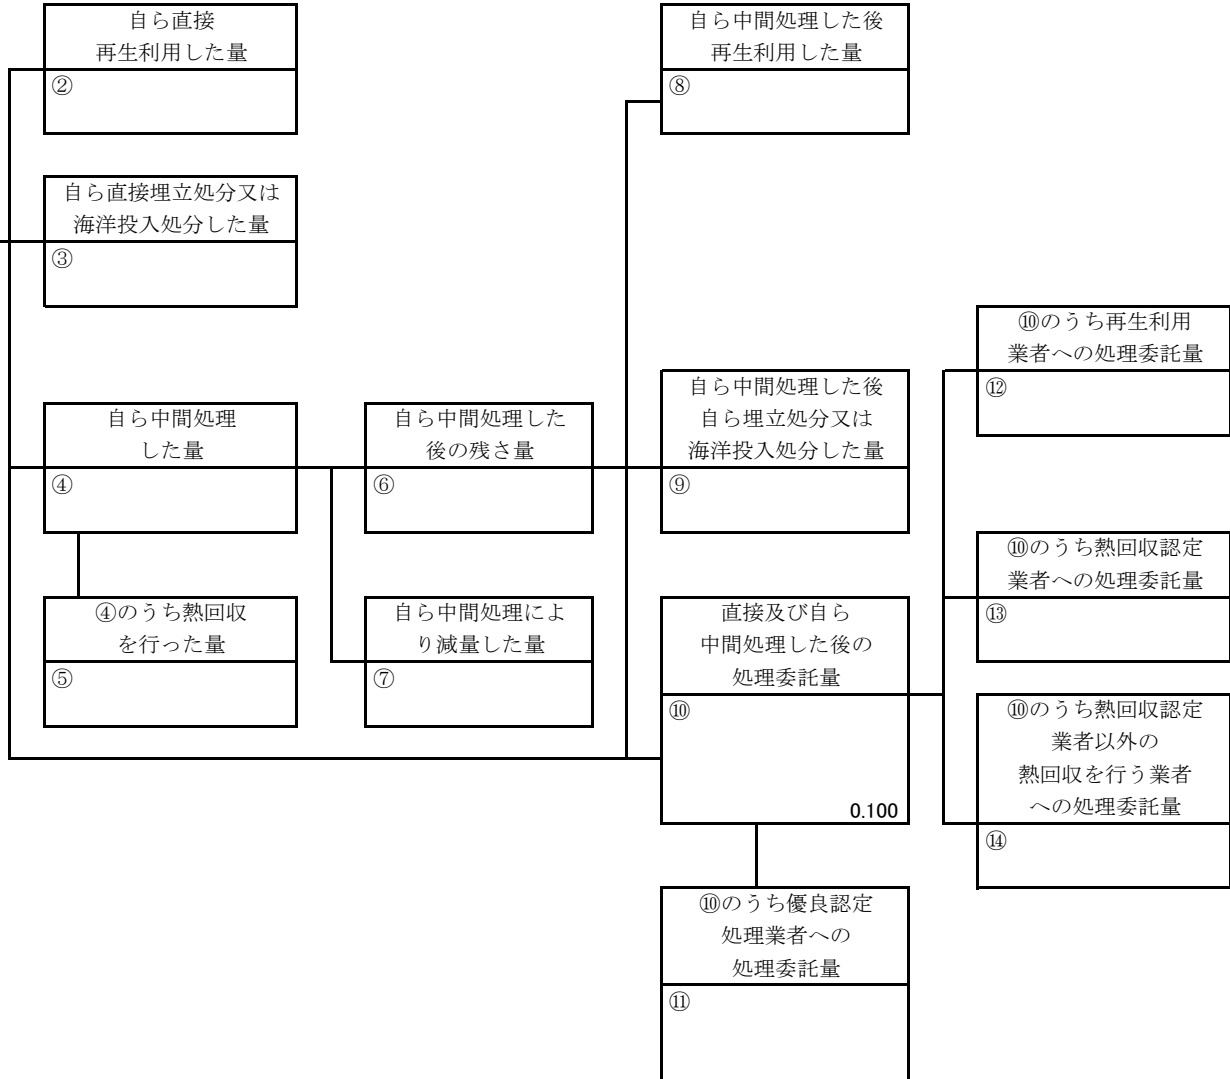 自ら直接
再生利用した量
②
自ら中間処理した後
再生利用した量
⑧
自ら直接埋立処分又は
海洋投入処分した量
③
⑩のうち再生利用
業者への処理委託量
⑫
自ら中間処理
した量
④
自ら中間処理した
後の残さ量
⑥
自ら中間処理した後
自ら埋立処分又は
海洋投入処分した量
⑨
⑩のうち熱回収認定
業者への処理委託量
⑬
④のうち熱回収
を行った量
⑤
自ら中間処理によ
り減量した量
⑦
直接及び自ら
中間処理した後の
処理委託量
⑩
0.100
⑩のうち熱回収認定
業者以外の
熱回収を行う業者
への処理委託量
⑭
⑩のうち優良認定
処理業者への
処理委託量
⑪